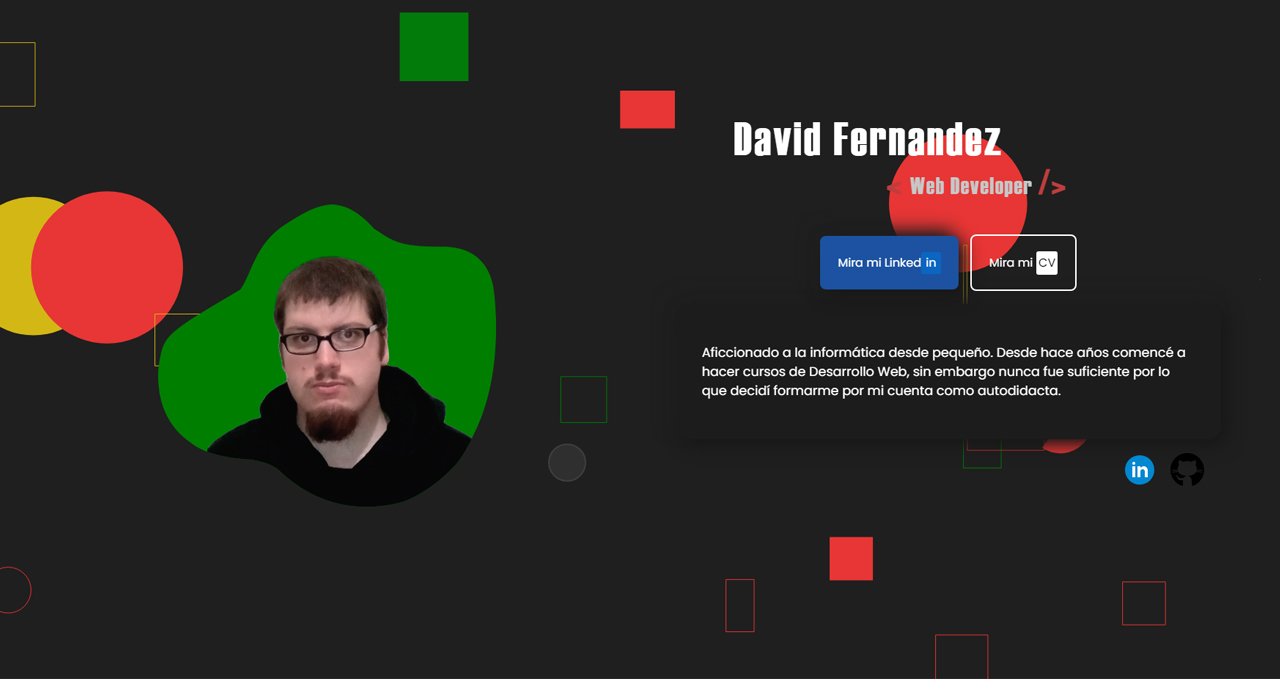 David Fernandez
< Web Developer />
Mira mi Linked in
Mira mi CV
Aficcionado a la informática desde pequeño. Desde hace años comencé a
hacer cursos de Desarrollo Web, sin embargo nunca fue suficiente por lo
que decidí formarme por mi cuenta como autodidacta.
in